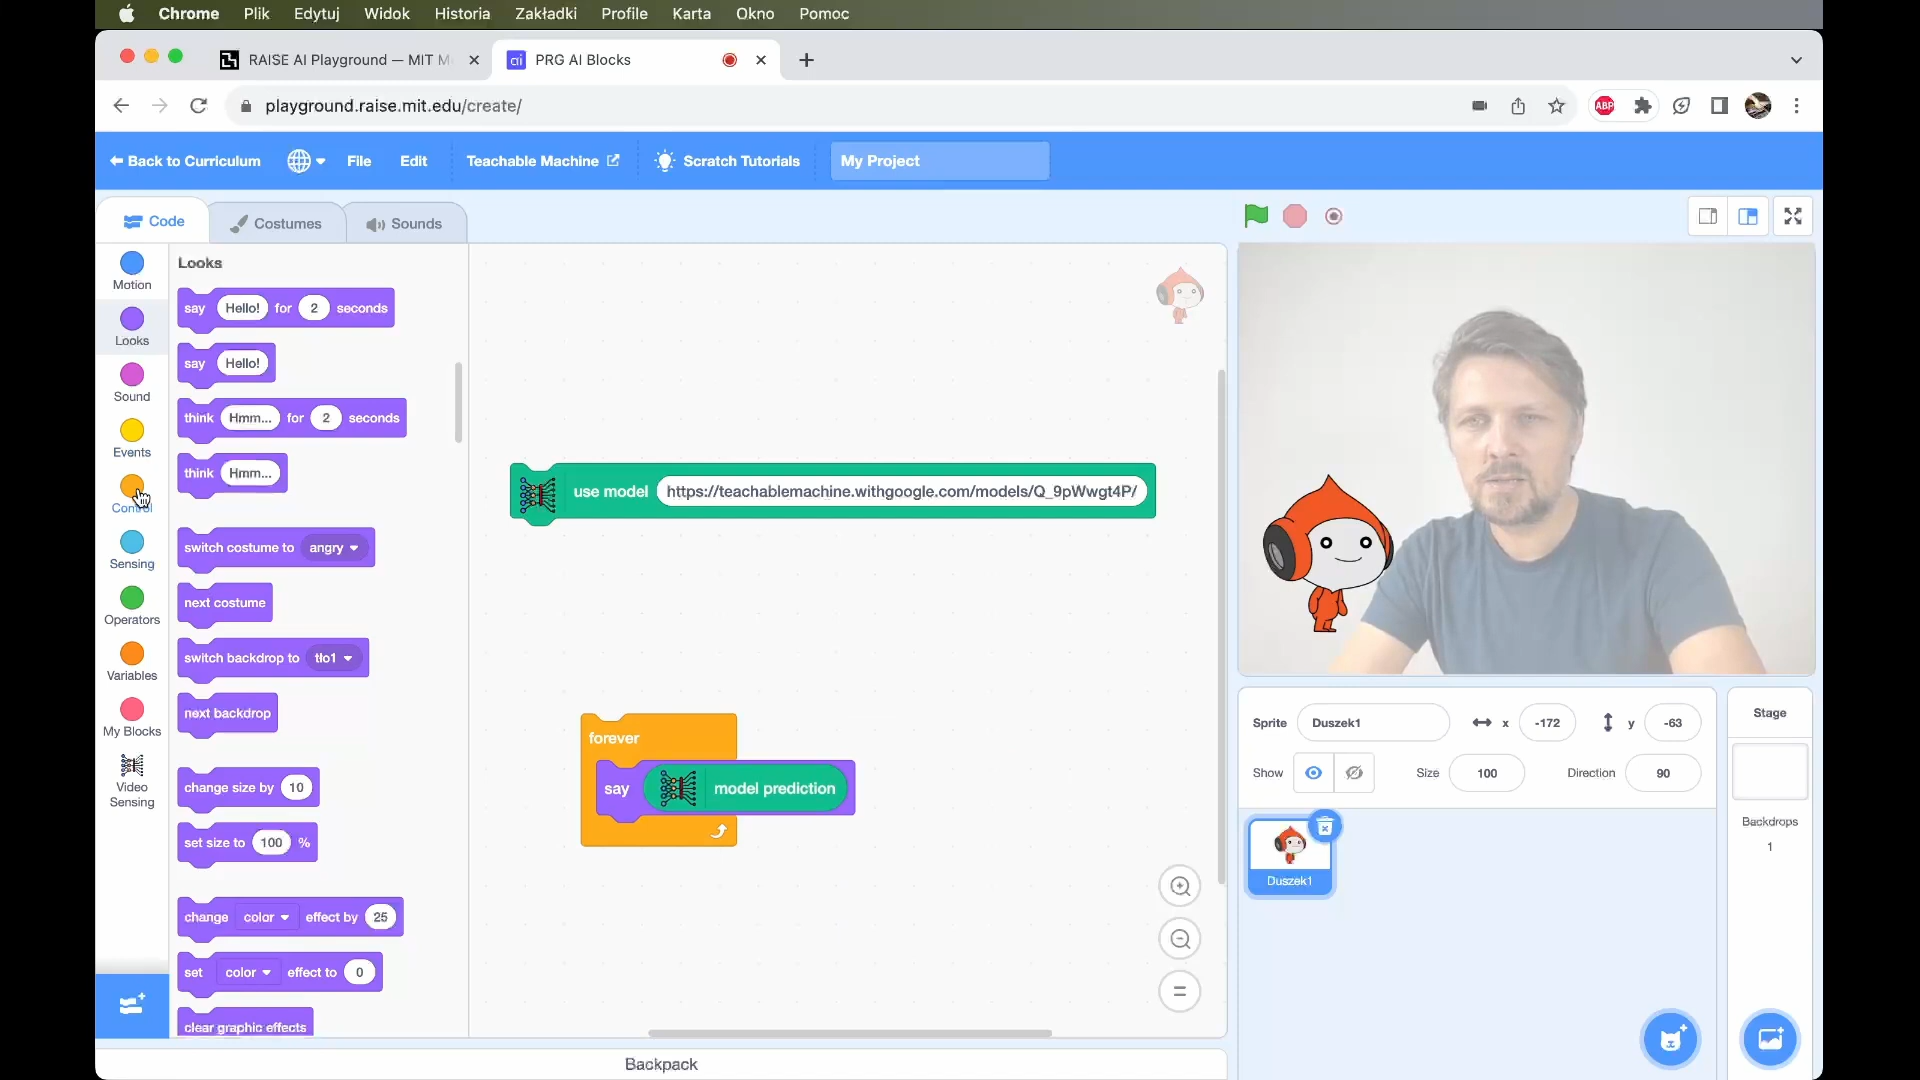 Chrome Plik Edytuj Widok Historia Zakładki Profile Karta Okno Pomoc
RAISE AI Playground — MIT M
ai PRG AI Blocks
playground.raise.mit.edu/create/
ABP
Back to Curriculum File Edit Teachable Machine Scratch Tutorials My Project
Code Costumes Sounds
Motion
Looks
Sound
Events
Control
Sensing
Operators
Variables
My Blocks
Video
Sensing
Looks
say Hello! for 2 seconds
say Hello!
think Hmm... for 2 seconds
think Hmm...
switch costume to angry
next costume
switch backdrop to tlo1
next backdrop
change size by 10
set size to 100 %
change color effect by 25
set color effect to 0
clear graphic effects
use model https://teachablemachine.withgoogle.com/models/Q_9pWwgt4P/
forever
say model prediction
Sprite Duszek1 x -172 y -63
Show Size 100 Direction 90
Duszek1
Stage
Backdrops
1
Backpack